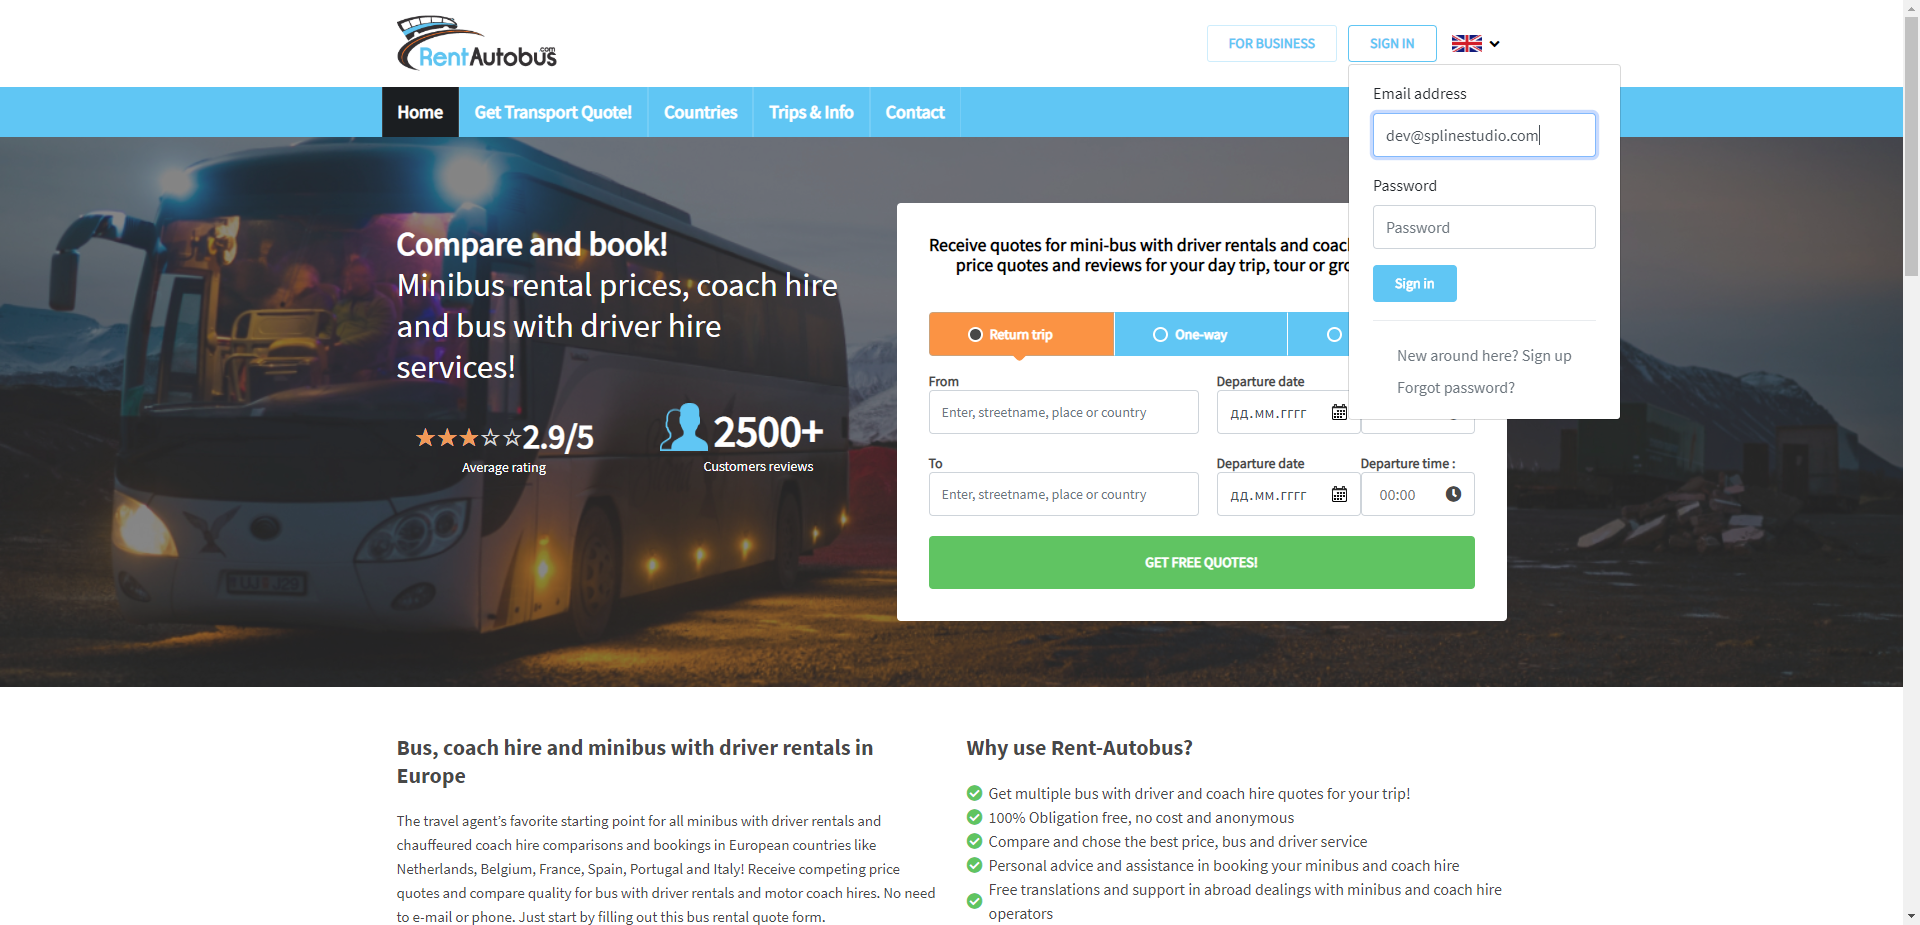 RentAutobus
.com
FOR BUSINESS
SIGN IN
Home
Get Transport Quote!
Countries
Trips & Info
Contact
Email address
dev@splinestudio.com
Password
Password
Sign in
New around here? Sign up
Forgot password?
Compare and book!
Minibus rental prices, coach hire
and bus with driver hire
services!
2.9/5
Average rating
2500+
Customers reviews
Receive quotes for mini-bus with driver rentals and coac
price quotes and reviews for your day trip, tour or gro
Return trip
One-way
From
Enter, streetname, place or country
Departure date
дд.мм.гггг
To
Enter, streetname, place or country
Departure date
дд.мм.гггг
Departure time :
00:00
GET FREE QUOTES!
Bus, coach hire and minibus with driver rentals in
Europe
The travel agent’s favorite starting point for all minibus with driver rentals and
chauffeured coach hire comparisons and bookings in European countries like
Netherlands, Belgium, France, Spain, Portugal and Italy! Receive competing price
quotes and compare quality for bus with driver rentals and motor coach hires. No need
to e-mail or phone. Just start by filling out this bus rental quote form.
Why use Rent-Autobus?
Get multiple bus with driver and coach hire quotes for your trip!
100% Obligation free, no cost and anonymous
Compare and chose the best price, bus and driver service
Personal advice and assistance in booking your minibus and coach hire
Free translations and support in abroad dealings with minibus and coach hire
operators